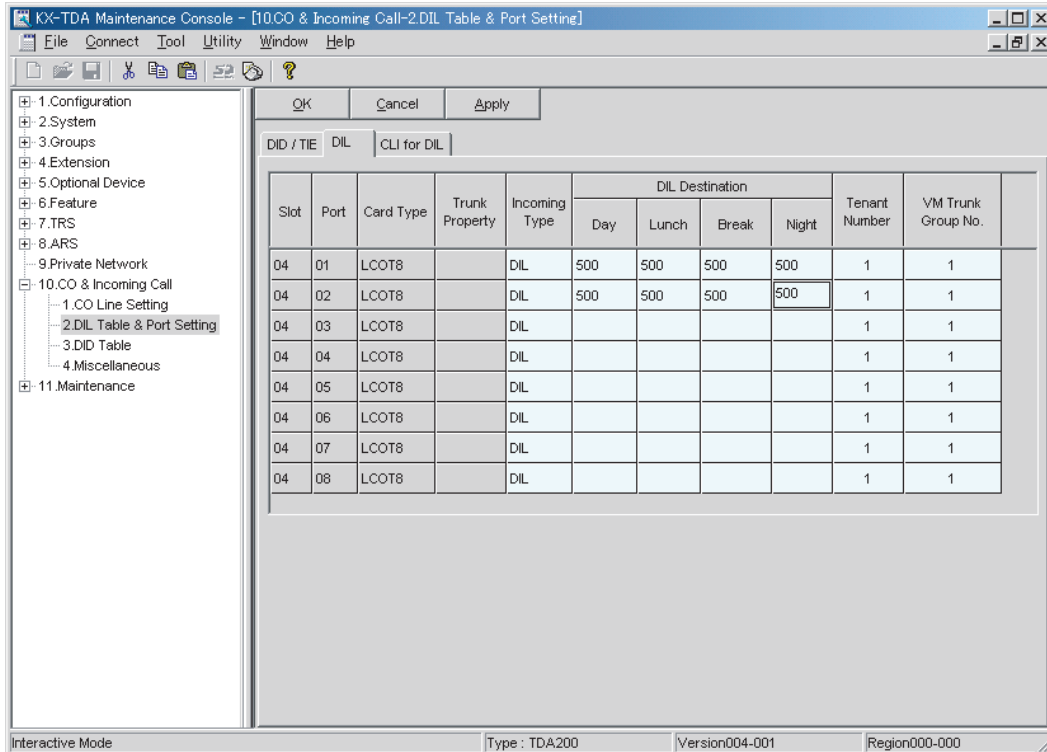 KX-TDA Maintenance Console - [10.CO & Incoming Call-2.DIL Table & Port Setting]
File Connect Tool Utility Window Help
1.Configuration
2.System
3.Groups
4.Extension
5.Optional Device
6.Feature
7.TRS
8.ARS
9.Private Network
10.CO & Incoming Call
1.CO Line Setting
2.DIL Table & Port Setting
3.DID Table
4.Miscellaneous
11.Maintenance
OK Cancel Apply
DID / TIE DIL CLI for DIL
Slot Port Card Type Trunk Property Incoming Type DIL Destination Tenant Number VM Trunk Group No.
Day Lunch Break Night
04 01 LCOT8 DIL 500 500 500 500 1 1
04 02 LCOT8 DIL 500 500 500 500 1 1
04 03 LCOT8 DIL 1 1
04 04 LCOT8 DIL 1 1
04 05 LCOT8 DIL 1 1
04 06 LCOT8 DIL 1 1
04 07 LCOT8 DIL 1 1
04 08 LCOT8 DIL 1 1
Interactive Mode Type : TDA200 Version004-001 Region000-000